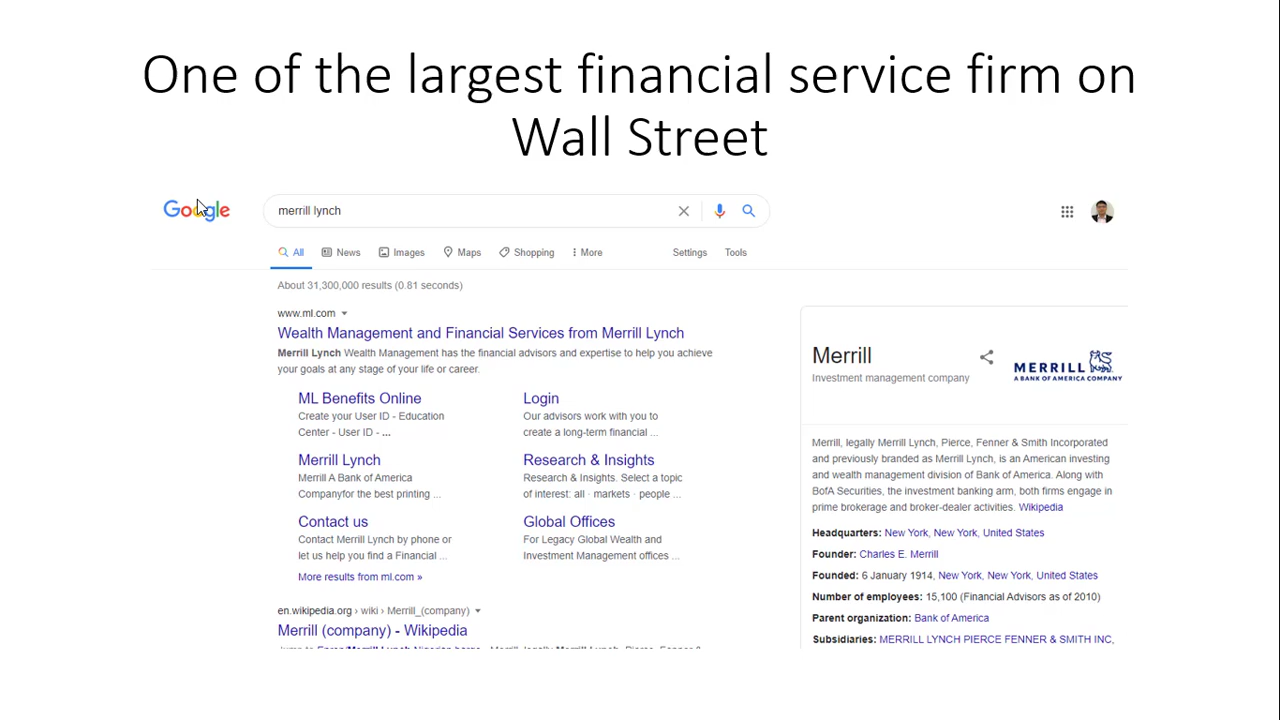 One of the largest financial service firm on
Wall Street
Google
merrill lynch
All
News
Images
Maps
Shopping
More
Settings
Tools
About 31,300,000 results (0.81 seconds)
www.ml.com
Wealth Management and Financial Services from Merrill Lynch
Merrill Lynch Wealth Management has the financial advisors and expertise to help you achieve
your goals at any stage of your life or career.
ML Benefits Online
Create your User ID - Education
Center - User ID - ...
Login
Our advisors work with you to
create a long-term financial ...
Merrill Lynch
Merrill A Bank of America
Companyfor the best printing ...
Research & Insights
Research & Insights. Select a topic
of interest: all · markets · people ...
Contact us
Contact Merrill Lynch by phone or
let us help you find a Financial ...
Global Offices
For Legacy Global Wealth and
Investment Management offices ...
More results from ml.com »
en.wikipedia.org › wiki › Merrill_(company)
Merrill (company) - Wikipedia
Merrill
Investment management company
MERRILL
A BANK OF AMERICA COMPANY
Merrill, legally Merrill Lynch, Pierce, Fenner & Smith Incorporated
and previously branded as Merrill Lynch, is an American investing
and wealth management division of Bank of America. Along with
BofA Securities, the investment banking arm, both firms engage in
prime brokerage and broker-dealer activities. Wikipedia
Headquarters: New York, New York, United States
Founder: Charles E. Merrill
Founded: 6 January 1914, New York, New York, United States
Number of employees: 15,100 (Financial Advisors as of 2010)
Parent organization: Bank of America
Subsidiaries: MERRILL LYNCH PIERCE FENNER & SMITH INC,